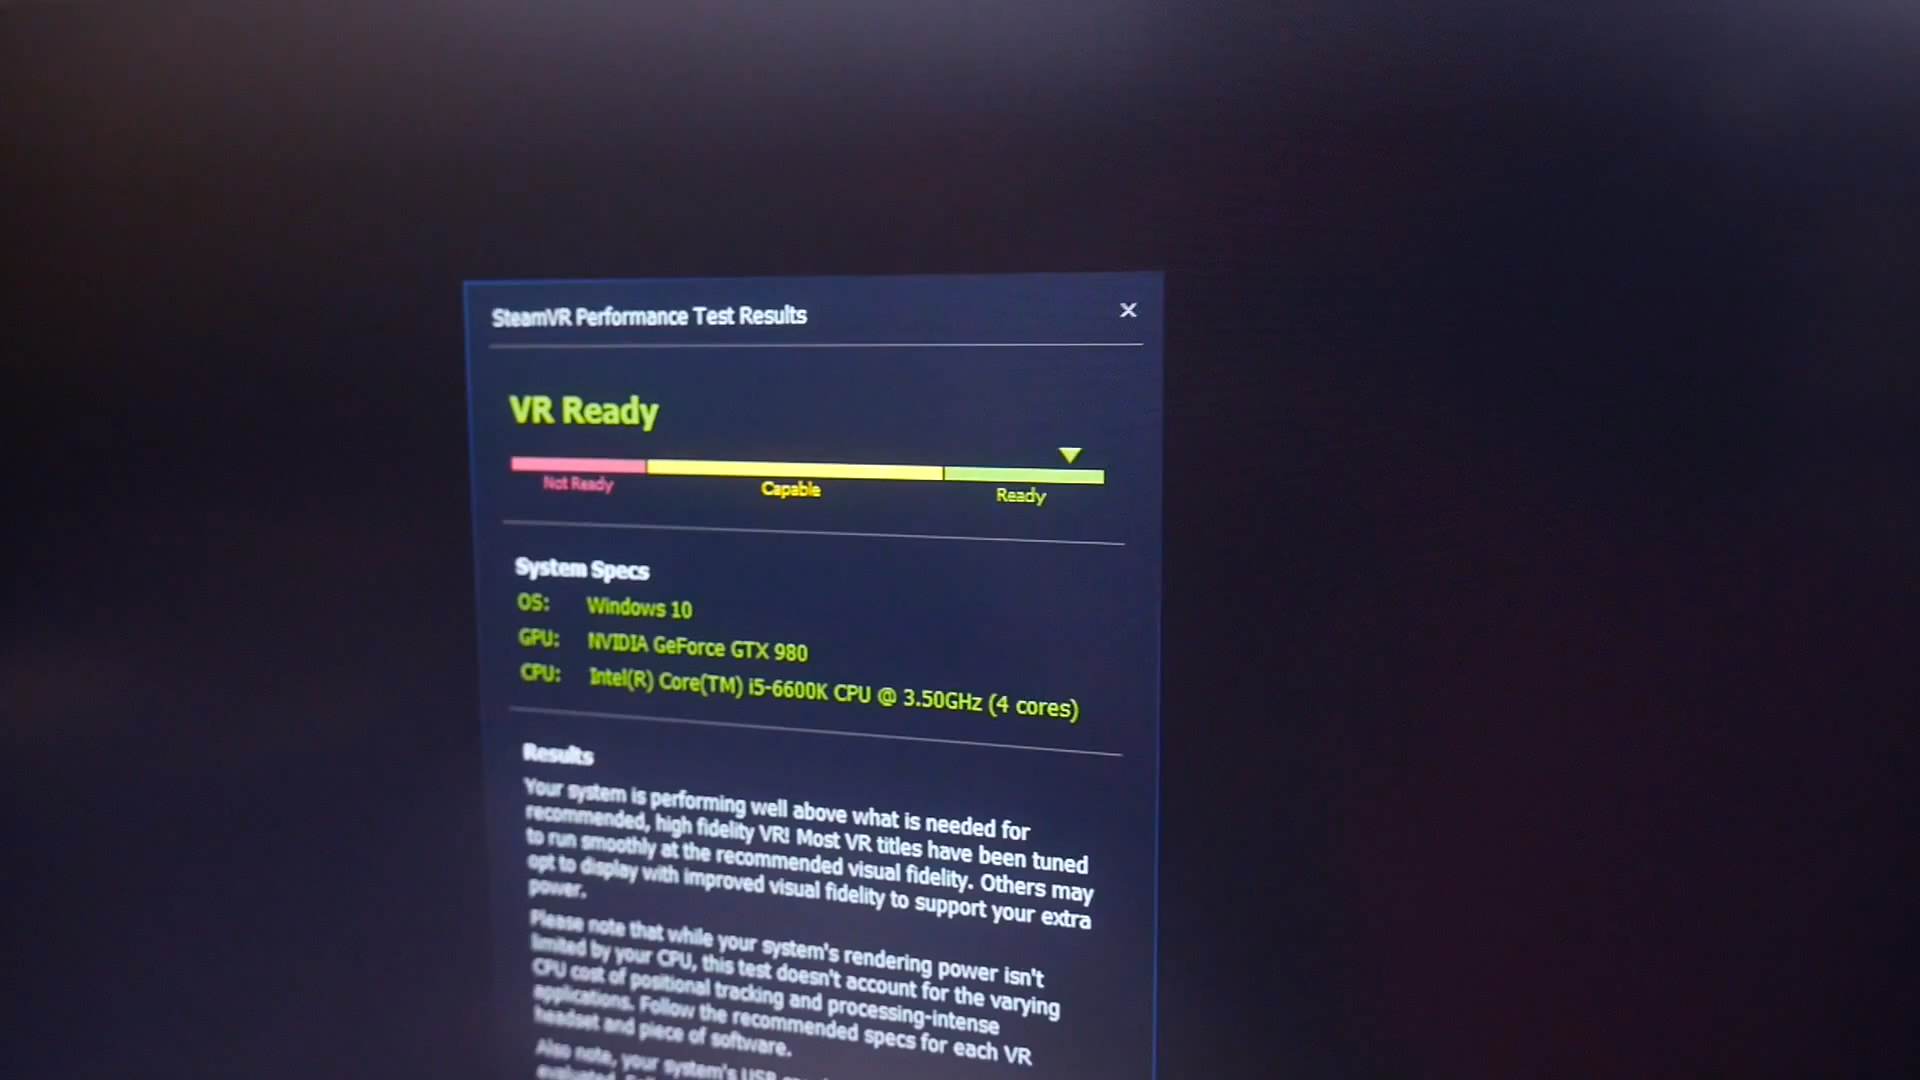 SteamVR Performance Test Results
VR Ready
Not Ready
Capable
Ready
System Specs
OS: Windows 10
GPU: NVIDIA GeForce GTX 980
CPU: Intel(R) Core(TM) i5-6600K CPU @ 3.50GHz (4 cores)
Results
Your system is performing well above what is needed for
recommended, high fidelity VR! Most VR titles have been tuned
to run smoothly at the recommended visual fidelity. Others may
opt to display with improved visual fidelity to support your extra
power.
Please note that while your system's rendering power isn't
limited by your CPU, this test doesn't account for the varying
CPU cost of positional tracking and processing-intense
applications. Follow the recommended specs for each VR
headset and piece of software.
Also note, your system's USB